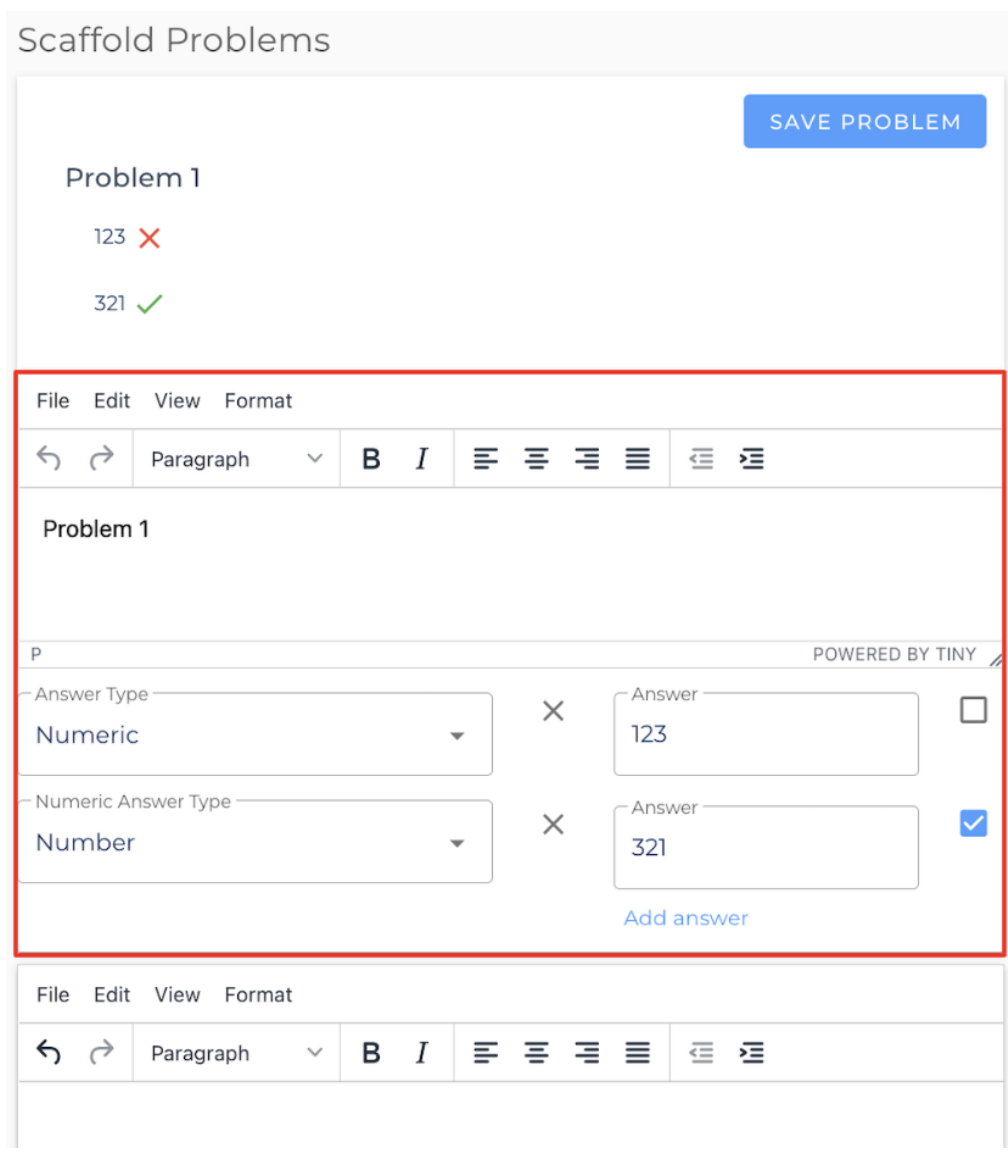 Scaffold Problems
SAVE PROBLEM
Problem 1
123
321
File Edit View Format
Paragraph B I
Problem 1
P POWERED BY TINY
Answer Type Answer
Numeric 123
Numeric Answer Type Answer
Number 321
Add answer
File Edit View Format
Paragraph B I